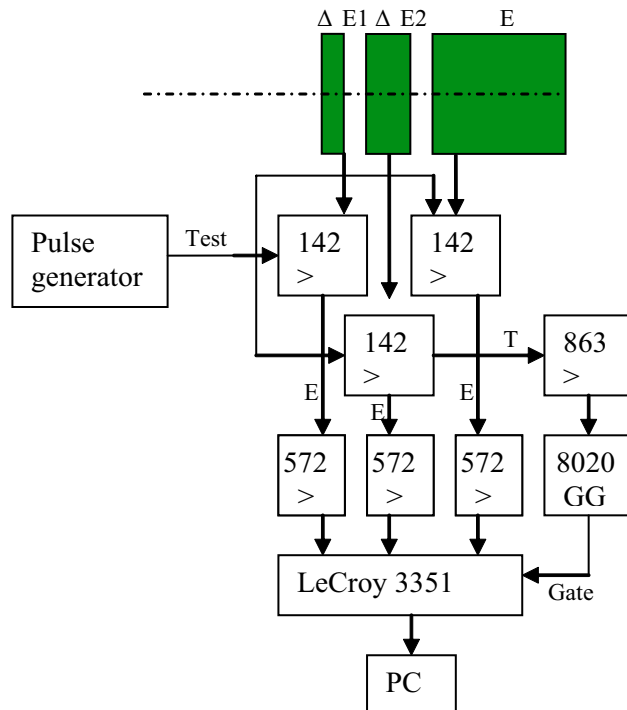 Δ E1 Δ E2 E
Pulse
generator
Test
142
>
142
>
142
>
T
863
>
E
E
E
572
>
572
>
572
>
8020
GG
LeCroy 3351
Gate
PC